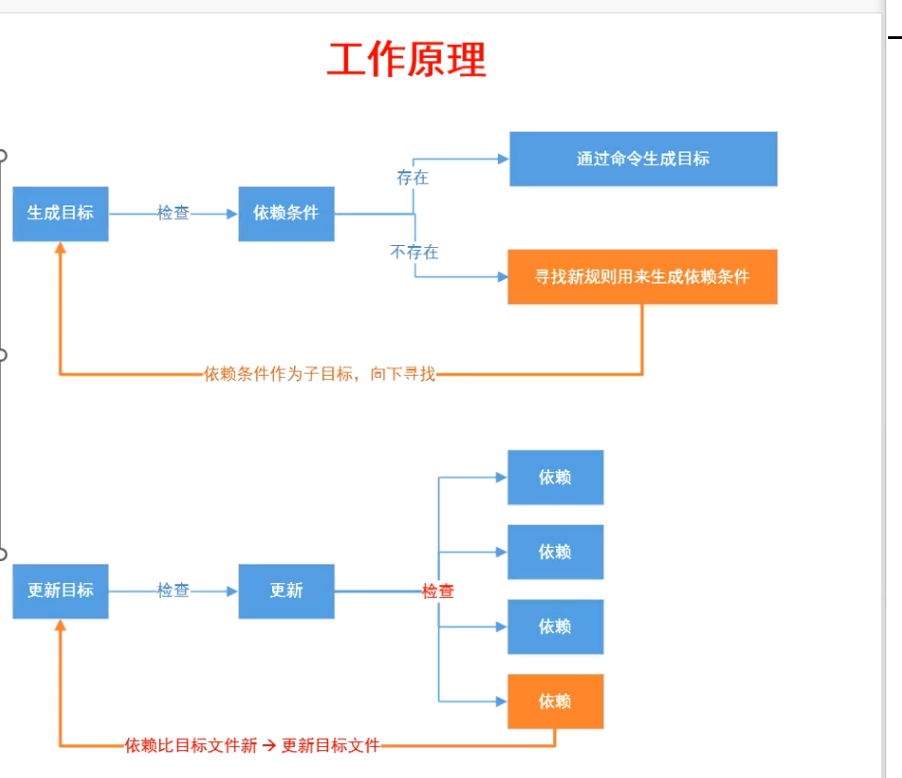 工作原理
存在
通过命令生成目标
生成目标
检查
依赖条件
不存在
寻找新规则用来生成依赖条件
依赖条件作为子目标，向下寻找
依赖
依赖
更新目标
检查
更新
检查
依赖
依赖
依赖比目标文件新 → 更新目标文件